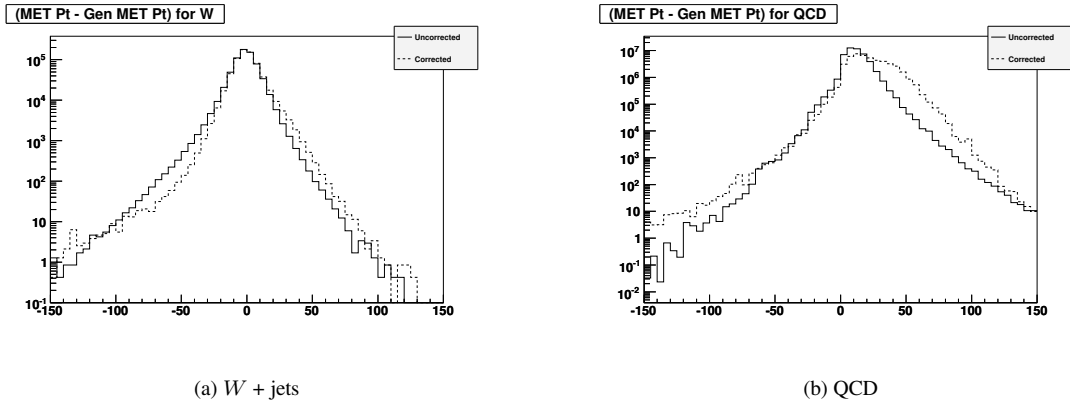 (MET Pt - Gen MET Pt) for W
Uncorrected
Corrected
10^5
10^4
10^3
10^2
10
1
10^-1
-150 -100 -50 0 50 100 150
(a) W + jets
(MET Pt - Gen MET Pt) for QCD
Uncorrected
Corrected
10^7
10^6
10^5
10^4
10^3
10^2
10
1
10^-1
10^-2
-150 -100 -50 0 50 100 150
(b) QCD